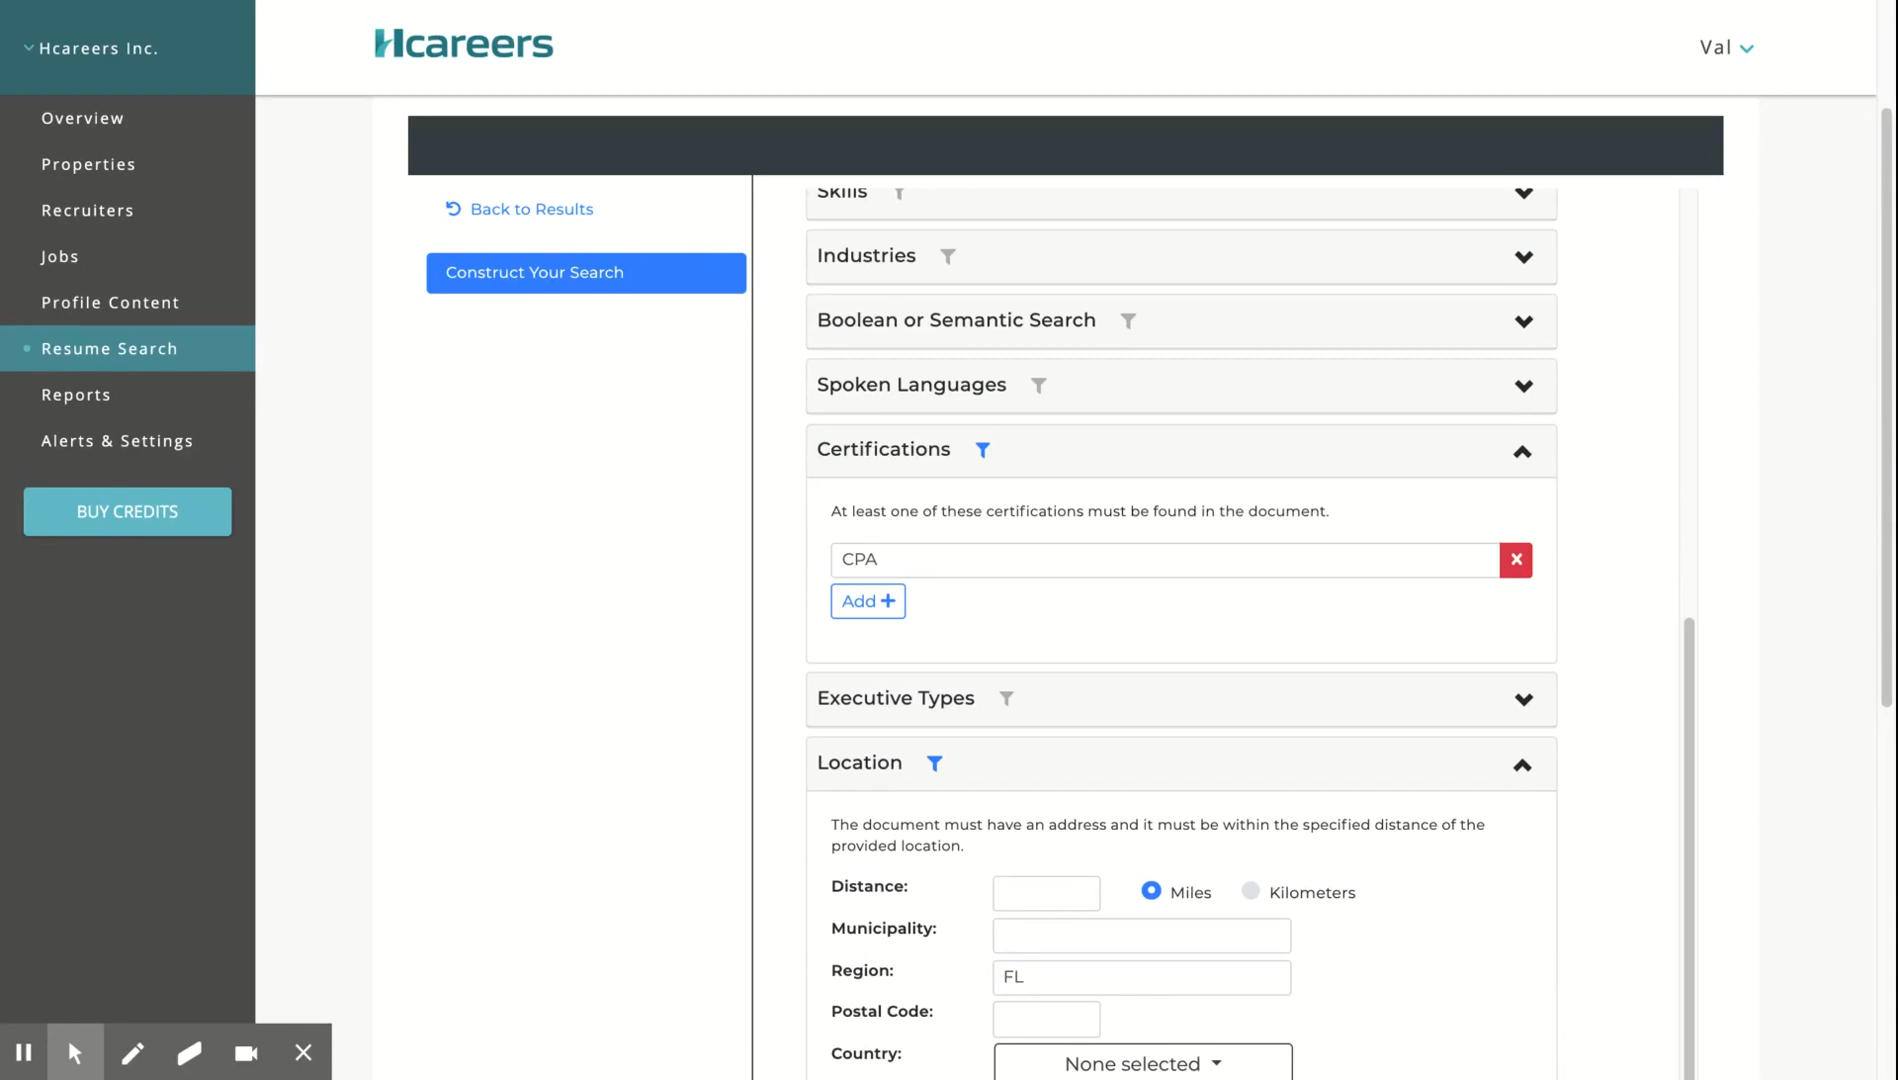 Hcareers Inc.
Hcareers
Val
Overview
Properties
Recruiters
Jobs
Profile Content
Resume Search
Reports
Alerts & Settings
BUY CREDITS
Back to Results
Construct Your Search
Skills
Industries
Boolean or Semantic Search
Spoken Languages
Certifications
At least one of these certifications must be found in the document.
CPA
Add
Executive Types
Location
The document must have an address and it must be within the specified distance of the
provided location.
Distance:
Miles
Kilometers
Municipality:
Region:
FL
Postal Code:
Country:
None selected